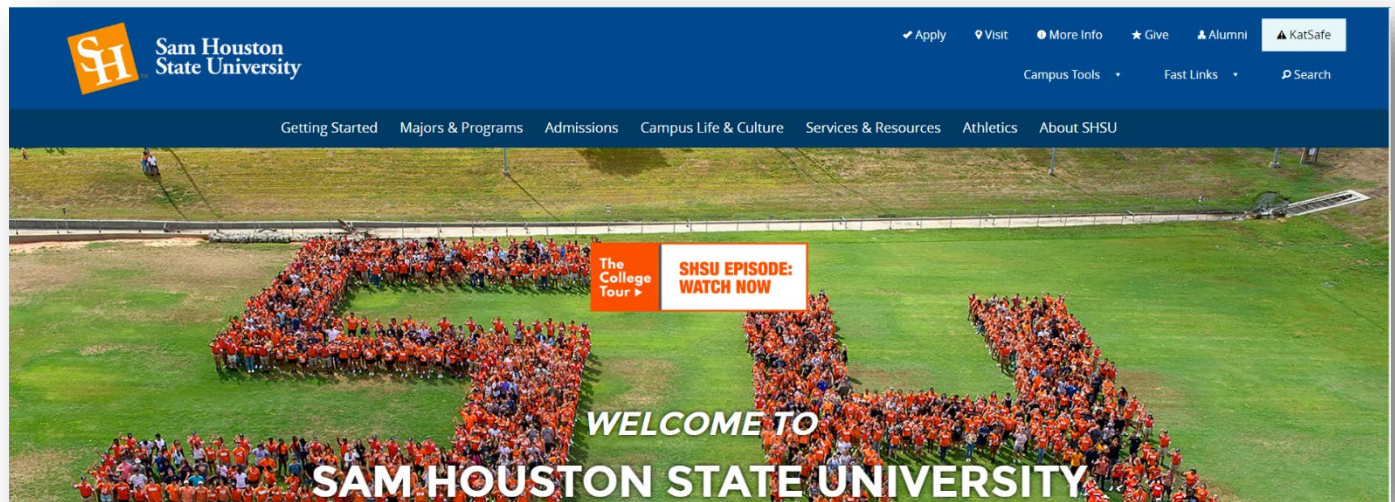 SH
Sam Houston
State University
Apply Visit More Info Give Alumni KatSafe
Campus Tools Fast Links Search
Getting Started Majors & Programs Admissions Campus Life & Culture Services & Resources Athletics About SHSU
The
College
Tour
SHSU EPISODE:
WATCH NOW
WELCOME TO
SAM HOUSTON STATE UNIVERSITY